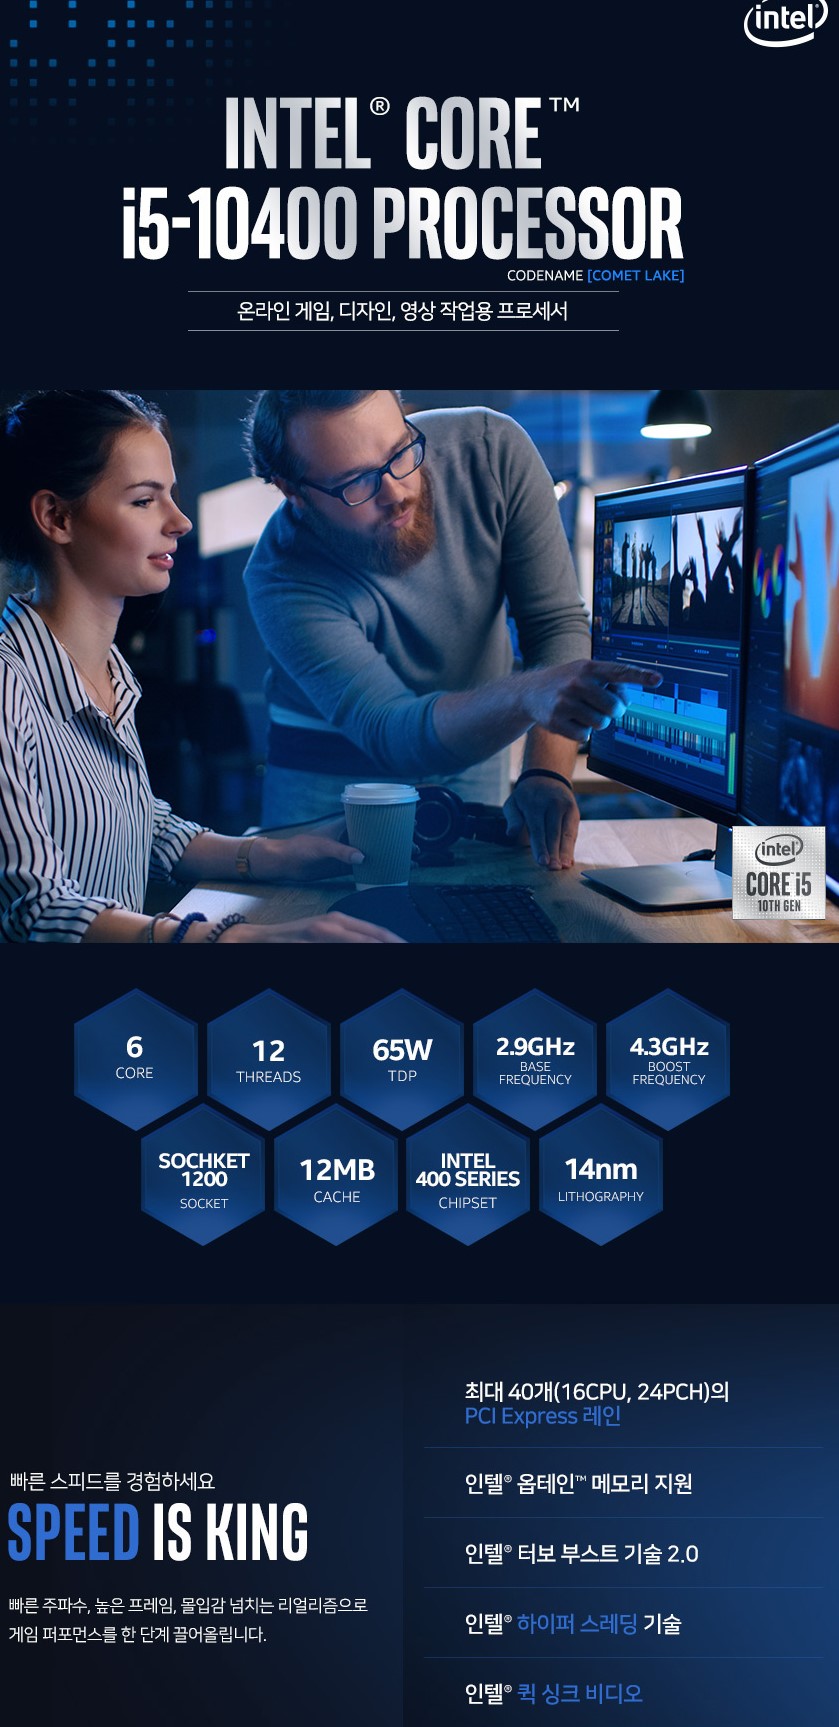 intel®
INTEL® CORE™
i5-10400 PROCESSOR
CODENAME [COMET LAKE]
온라인 게임, 디자인, 영상 작업용 프로세서
intel®
CORE i5
10TH GEN
6
CORE
12
THREADS
65W
TDP
2.9GHz
BASE
FREQUENCY
4.3GHz
BOOST
FREQUENCY
SOCHKET
1200
SOCKET
12MB
CACHE
INTEL
400 SERIES
CHIPSET
14nm
LITHOGRAPHY
빠른 스피드를 경험하세요
SPEED IS KING
빠른 주파수, 높은 프레임, 몰입감 넘치는 리얼리즘으로
게임 퍼포먼스를 한 단계 끌어올립니다.
최대 40개(16CPU, 24PCH)의
PCI Express 레인
인텔® 옵테인™ 메모리 지원
인텔® 터보 부스트 기술 2.0
인텔® 하이퍼 스레딩 기술
인텔® 퀵 싱크 비디오